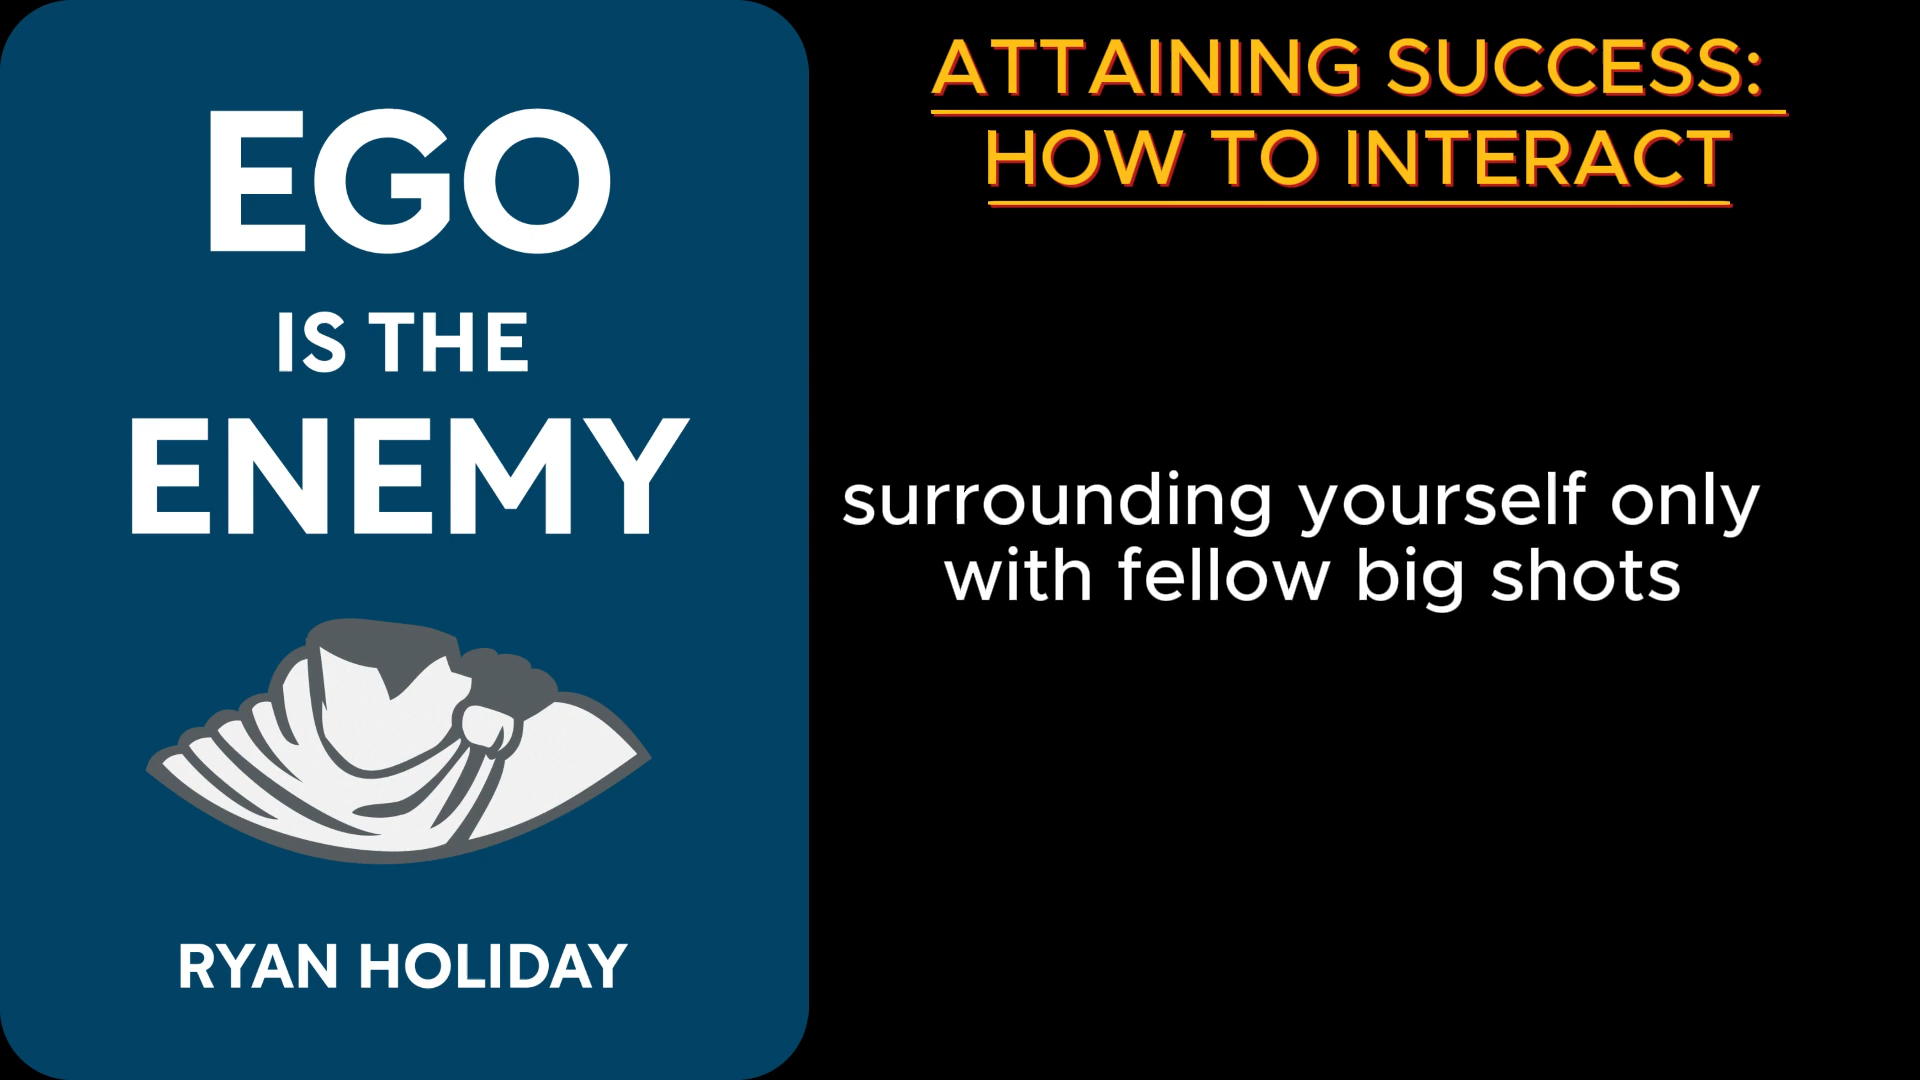 EGO
IS THE
ENEMY
RYAN HOLIDAY
ATTAINING SUCCESS:
HOW TO INTERACT
surrounding yourself only
with fellow big shots